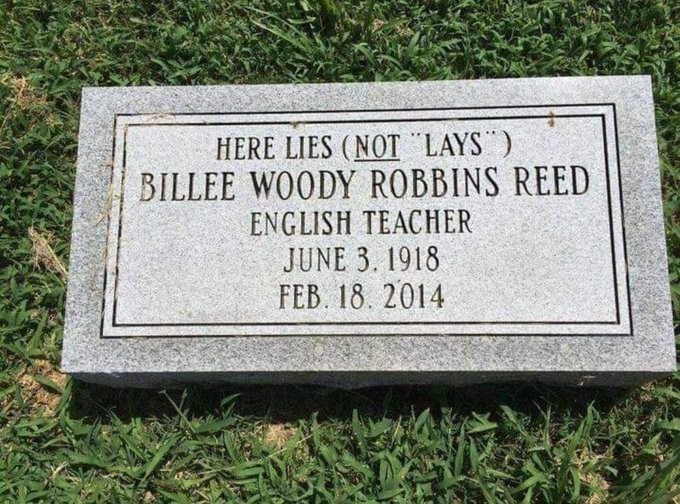 HERE LIES (NOT "LAYS")
BILLEE WOODY ROBBINS REED
ENGLISH TEACHER
JUNE 3. 1918
FEB. 18. 2014